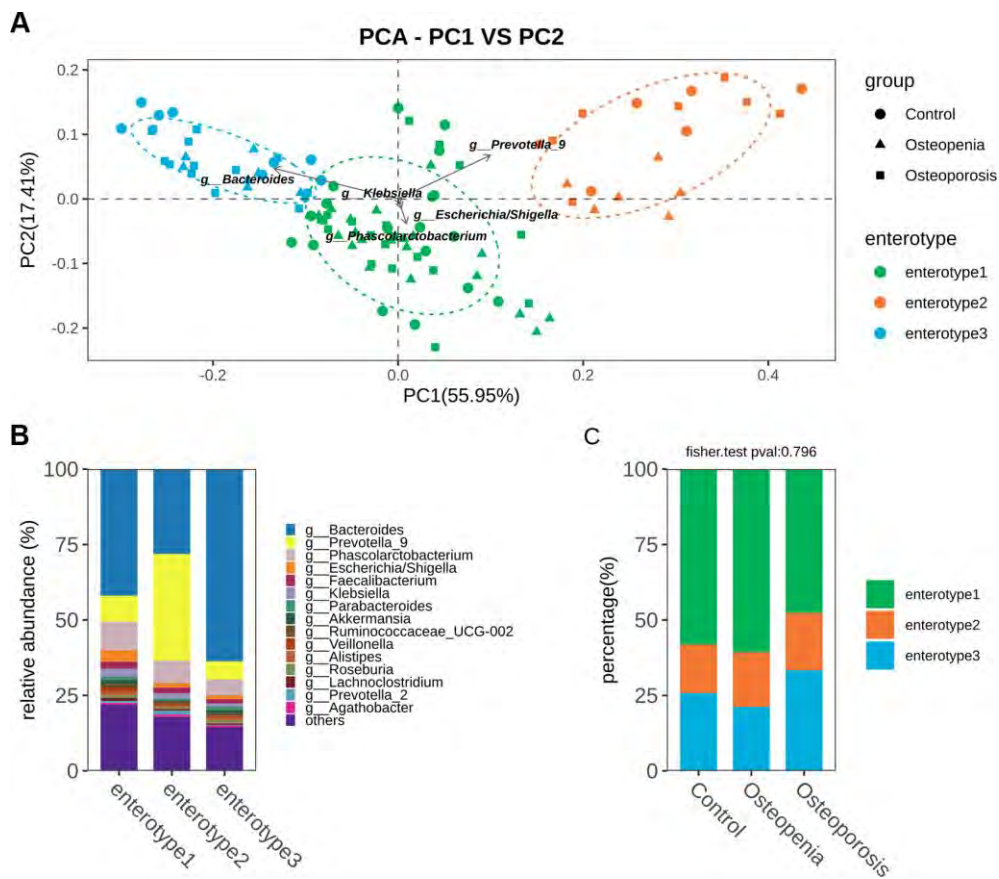 A
PCA - PC1 VS PC2
PC2(17.41%)
0.2
0.1
0.0
-0.1
-0.2
g__Prevotella_9
g__Bacteroides
g__Klebsiella
g__Escherichia/Shigella
g__Phascolarctobacterium
-0.2
0.0
0.2
0.4
PC1(55.95%)
group
Control
Osteopenia
Osteoporosis
enterotype
enterotype1
enterotype2
enterotype3
B
relative abundance (%)
100
75
50
25
0
enterotype1
enterotype2
enterotype3
g__Bacteroides
g__Prevotella_9
g__Phascolarctobacterium
g__Escherichia/Shigella
g__Faecalibacterium
g__Klebsiella
g__Parabacteroides
g__Akkermansia
g__Ruminococcaceae_UCG-002
g__Veillonella
g__Alistipes
g__Roseburia
g__Lachnoclostridium
g__Prevotella_2
g__Agathobacter
others
C
fisher.test pval:0.796
percentage(%)
100
75
50
25
0
Control
Osteopenia
Osteoporosis
enterotype1
enterotype2
enterotype3